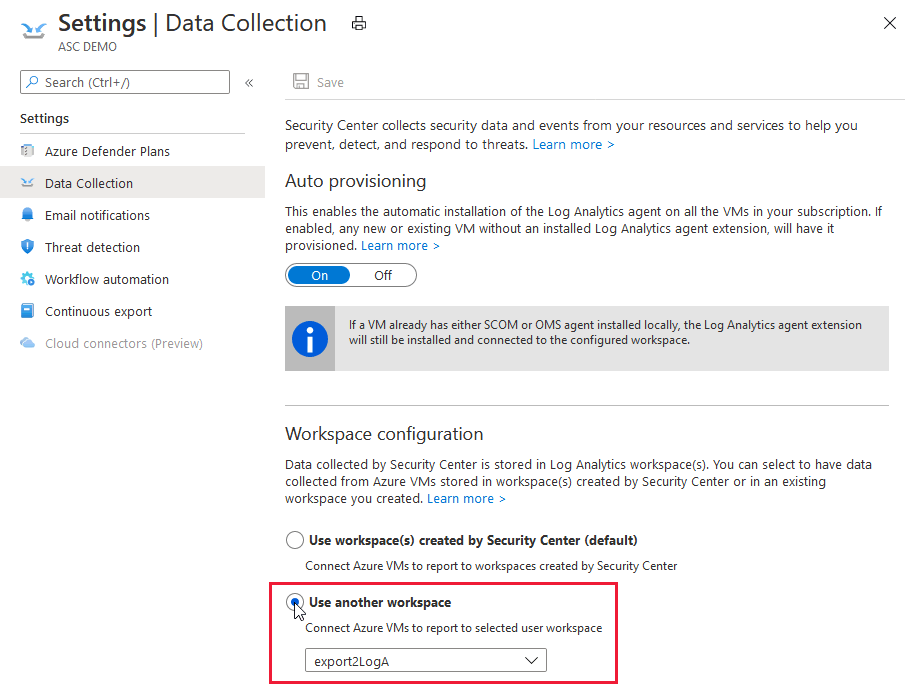 Settings | Data Collection
ASC DEMO
Search (Ctrl+/)
«
Settings
Azure Defender Plans
Data Collection
Email notifications
Threat detection
Workflow automation
Continuous export
Cloud connectors (Preview)
Save
Security Center collects security data and events from your resources and services to help you
prevent, detect, and respond to threats. Learn more >
Auto provisioning
This enables the automatic installation of the Log Analytics agent on all the VMs in your subscription. If
enabled, any new or existing VM without an installed Log Analytics agent extension, will have it
provisioned. Learn more >
On Off
If a VM already has either SCOM or OMS agent installed locally, the Log Analytics agent extension
will still be installed and connected to the configured workspace.
Workspace configuration
Data collected by Security Center is stored in Log Analytics workspace(s). You can select to have data
collected from Azure VMs stored in workspace(s) created by Security Center or in an existing
workspace you created. Learn more >
Use workspace(s) created by Security Center (default)
Connect Azure VMs to report to workspaces created by Security Center
Use another workspace
Connect Azure VMs to report to selected user workspace
export2LogA